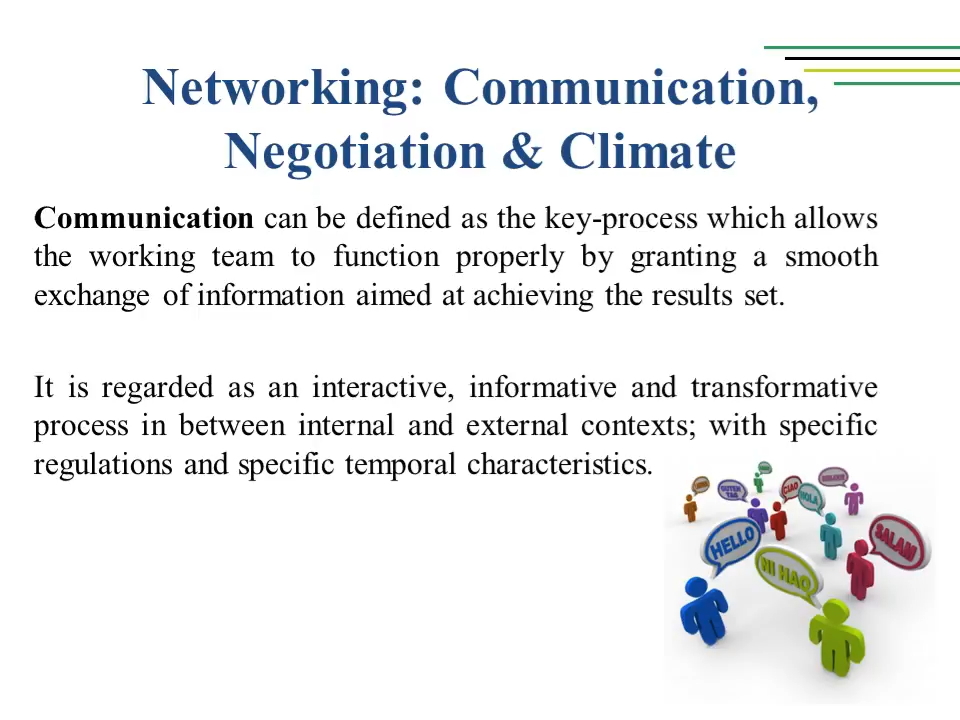 Networking: Communication,
Negotiation & Climate
Communication can be defined as the key-process which allows
the working team to function properly by granting a smooth
exchange of information aimed at achieving the results set.
It is regarded as an interactive, informative and transformative
process in between internal and external contexts; with specific
regulations and specific temporal characteristics.
GUTEN
TAG
CIAO
HOLA
HELLO
SALAM
NI HAO